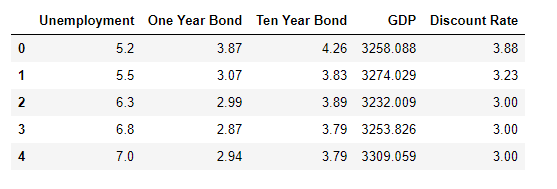 Unemployment One Year Bond Ten Year Bond GDP Discount Rate
0 5.2 3.87 4.26 3258.088 3.88
1 5.5 3.07 3.83 3274.029 3.23
2 6.3 2.99 3.89 3232.009 3.00
3 6.8 2.87 3.79 3253.826 3.00
4 7.0 2.94 3.79 3309.059 3.00